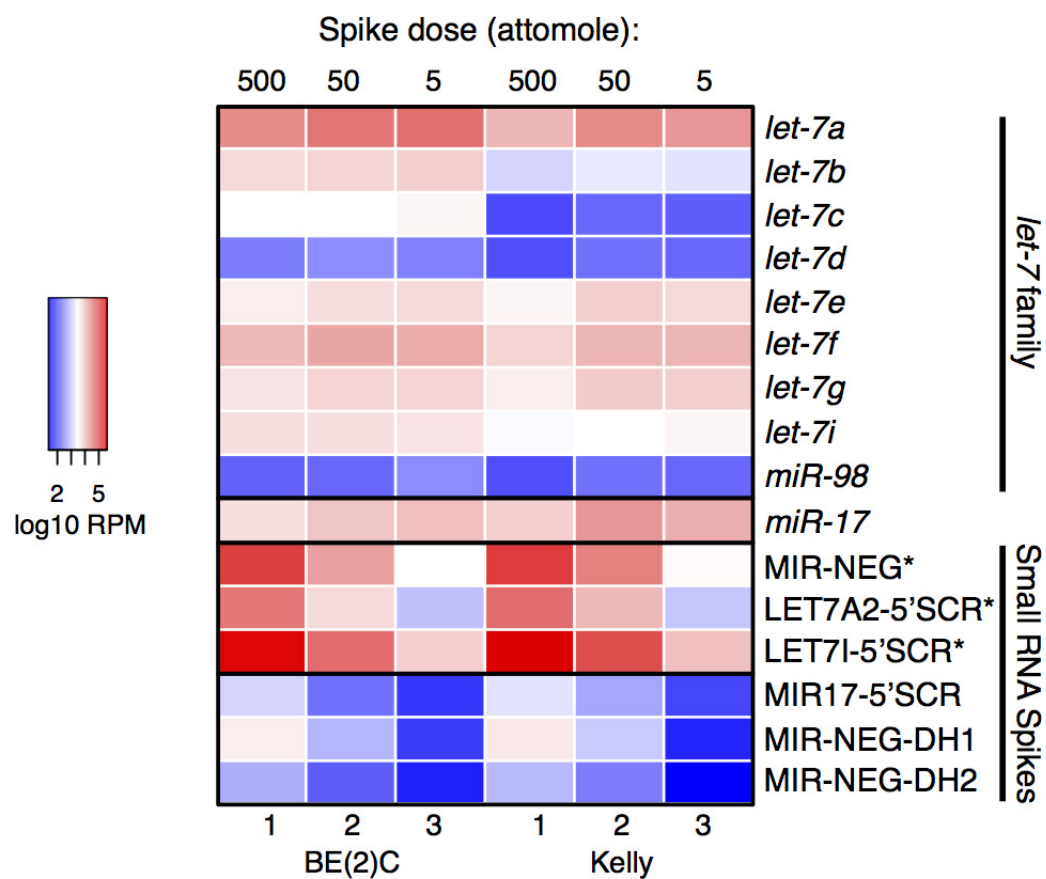 Spike dose (attomole):
500 50 5 500 50 5
let-7a
let-7b
let-7c
let-7d
let-7e
let-7f
let-7g
let-7i
miR-98
miR-17
MIR-NEG*
LET7A2-5’SCR*
LET7I-5’SCR*
MIR17-5’SCR
MIR-NEG-DH1
MIR-NEG-DH2
let-7 family
Small RNA Spikes
2 5
log10 RPM
1 2 3 1 2 3
BE(2)C Kelly